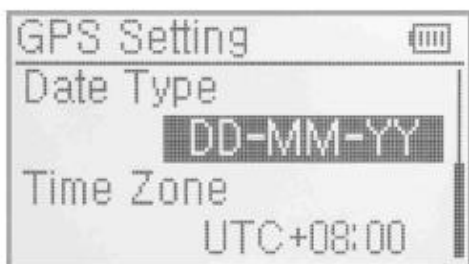 GPS Setting
Date Type
DD-MM-YY
Time Zone
UTC+08:00